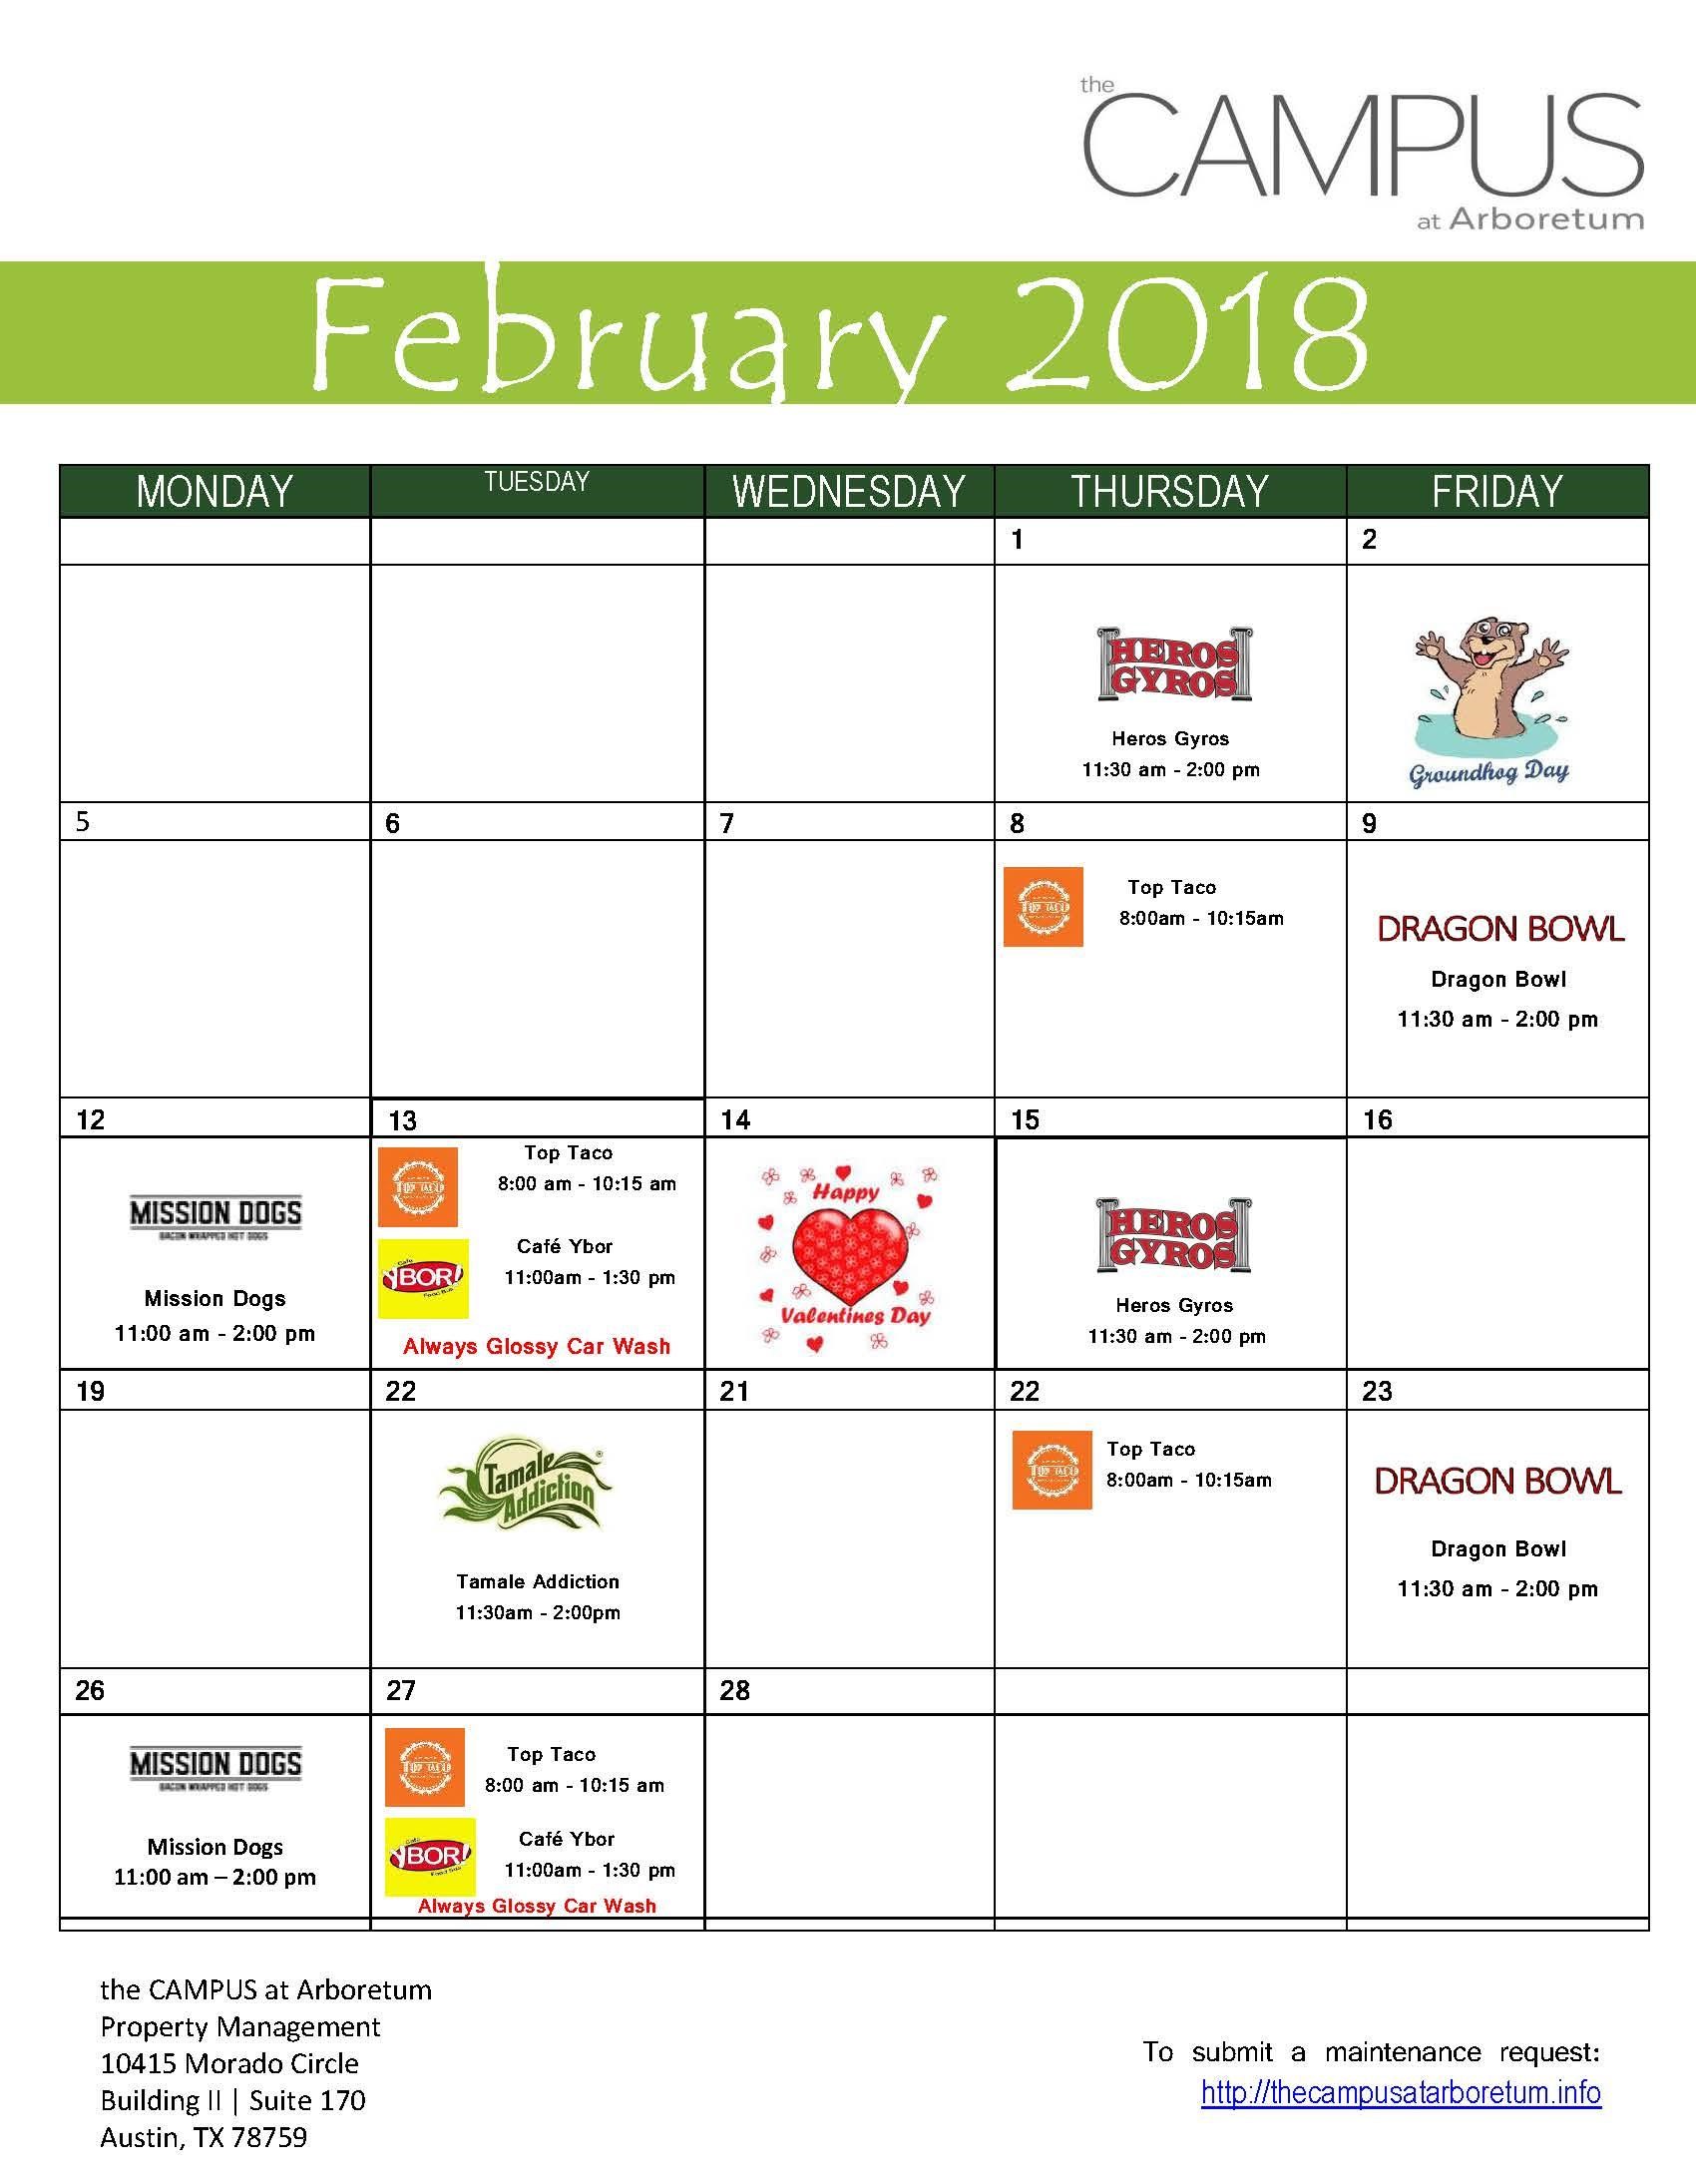 the
CAMPUS
at Arboretum
February 2018
MONDAY TUESDAY WEDNESDAY THURSDAY FRIDAY
1 2
HEROS
GYROS
Heros Gyros
11:30 am - 2:00 pm
Groundhog Day
5 6 7 8 9
TOP TACO
Top Taco
8:00am - 10:15am
DRAGON BOWL
Dragon Bowl
11:30 am - 2:00 pm
12 13 14 15 16
MISSION DOGS
BACON WRAPPED HOT DOGS
Mission Dogs
11:00 am - 2:00 pm
TOP TACO
Top Taco
8:00 am - 10:15 am
Cafe
YBOR!
Food Bus
Café Ybor
11:00am - 1:30 pm
Always Glossy Car Wash
Happy
Valentines Day
HEROS
GYROS
Heros Gyros
11:30 am - 2:00 pm
19 22 21 22 23
Tamale
Addiction
®
Tamale Addiction
11:30am - 2:00pm
TOP TACO
Top Taco
8:00am - 10:15am
DRAGON BOWL
Dragon Bowl
11:30 am - 2:00 pm
26 27 28
MISSION DOGS
BACON WRAPPED HOT DOGS
Mission Dogs
11:00 am – 2:00 pm
TOP TACO
Top Taco
8:00 am - 10:15 am
Cafe
YBOR!
Food Bus
Café Ybor
11:00am - 1:30 pm
Always Glossy Car Wash
the CAMPUS at Arboretum
Property Management
10415 Morado Circle
Building II | Suite 170
Austin, TX 78759
To submit a maintenance request:
http://thecampusatarboretum.info